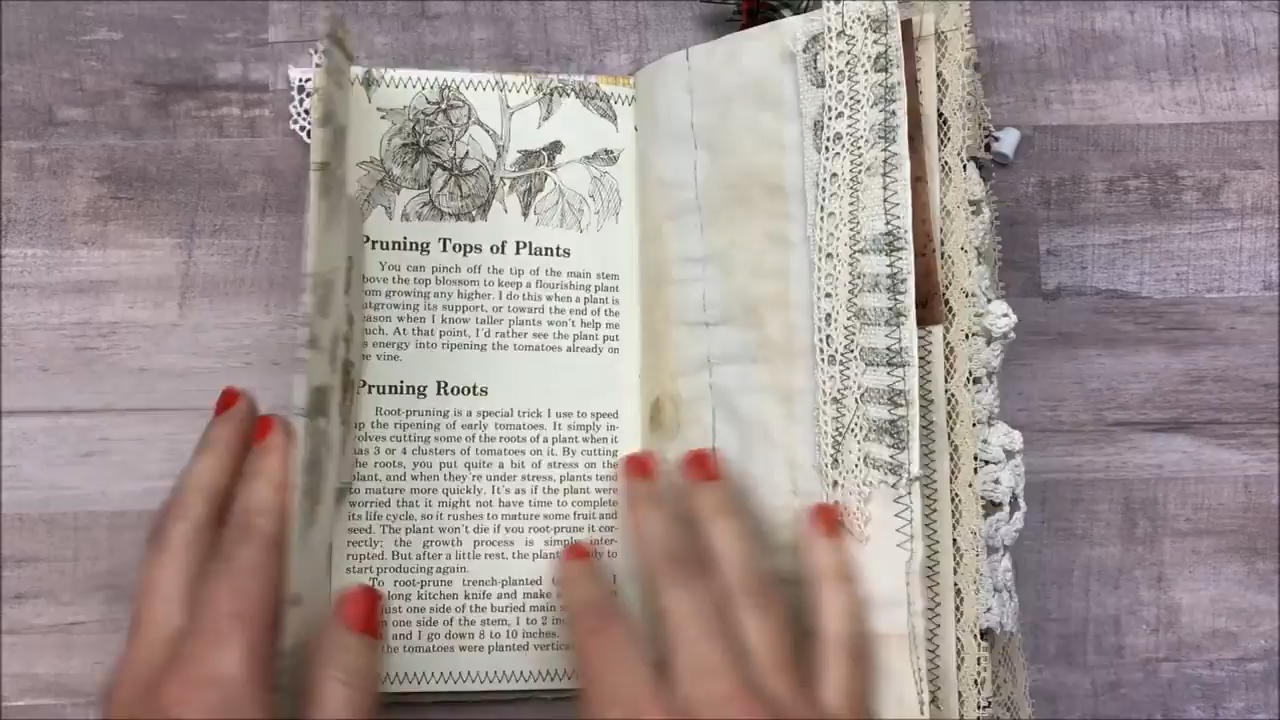 Pruning Tops of Plants
You can pinch off the tip of the main stem
bove the top blossom to keep a flourishing plant
om growing any higher. I do this when a plant is
tgrowing its support, or toward the end of the
ason when I know taller plants won't help me
uch. At that point, I'd rather see the plant put
s energy into ripening the tomatoes already on
e vine.
Pruning Roots
Root-pruning is a special trick I use to speed
up the ripening of early tomatoes. It simply in-
volves cutting some of the roots of a plant when it
has 3 or 4 clusters of tomatoes on it. By cutting
the roots, you put quite a bit of stress on the
plant, and when they're under stress, plants tend
to mature more quickly. It's as if the plant were
worried that it might not have time to complete
its life cycle, so it rushes to mature some fruit and
seed. The plant won't die if you root-prune it cor-
rectly; the growth process is simply inter-
rupted. But after a little rest, the plant ady to
start producing again.
To root-prune trench-planted I
long kitchen knife and make
just one side of the buried main
n one side of the stem, 1 to 2 in
and I go down 8 to 10 inches.
the tomatoes were planted vertica